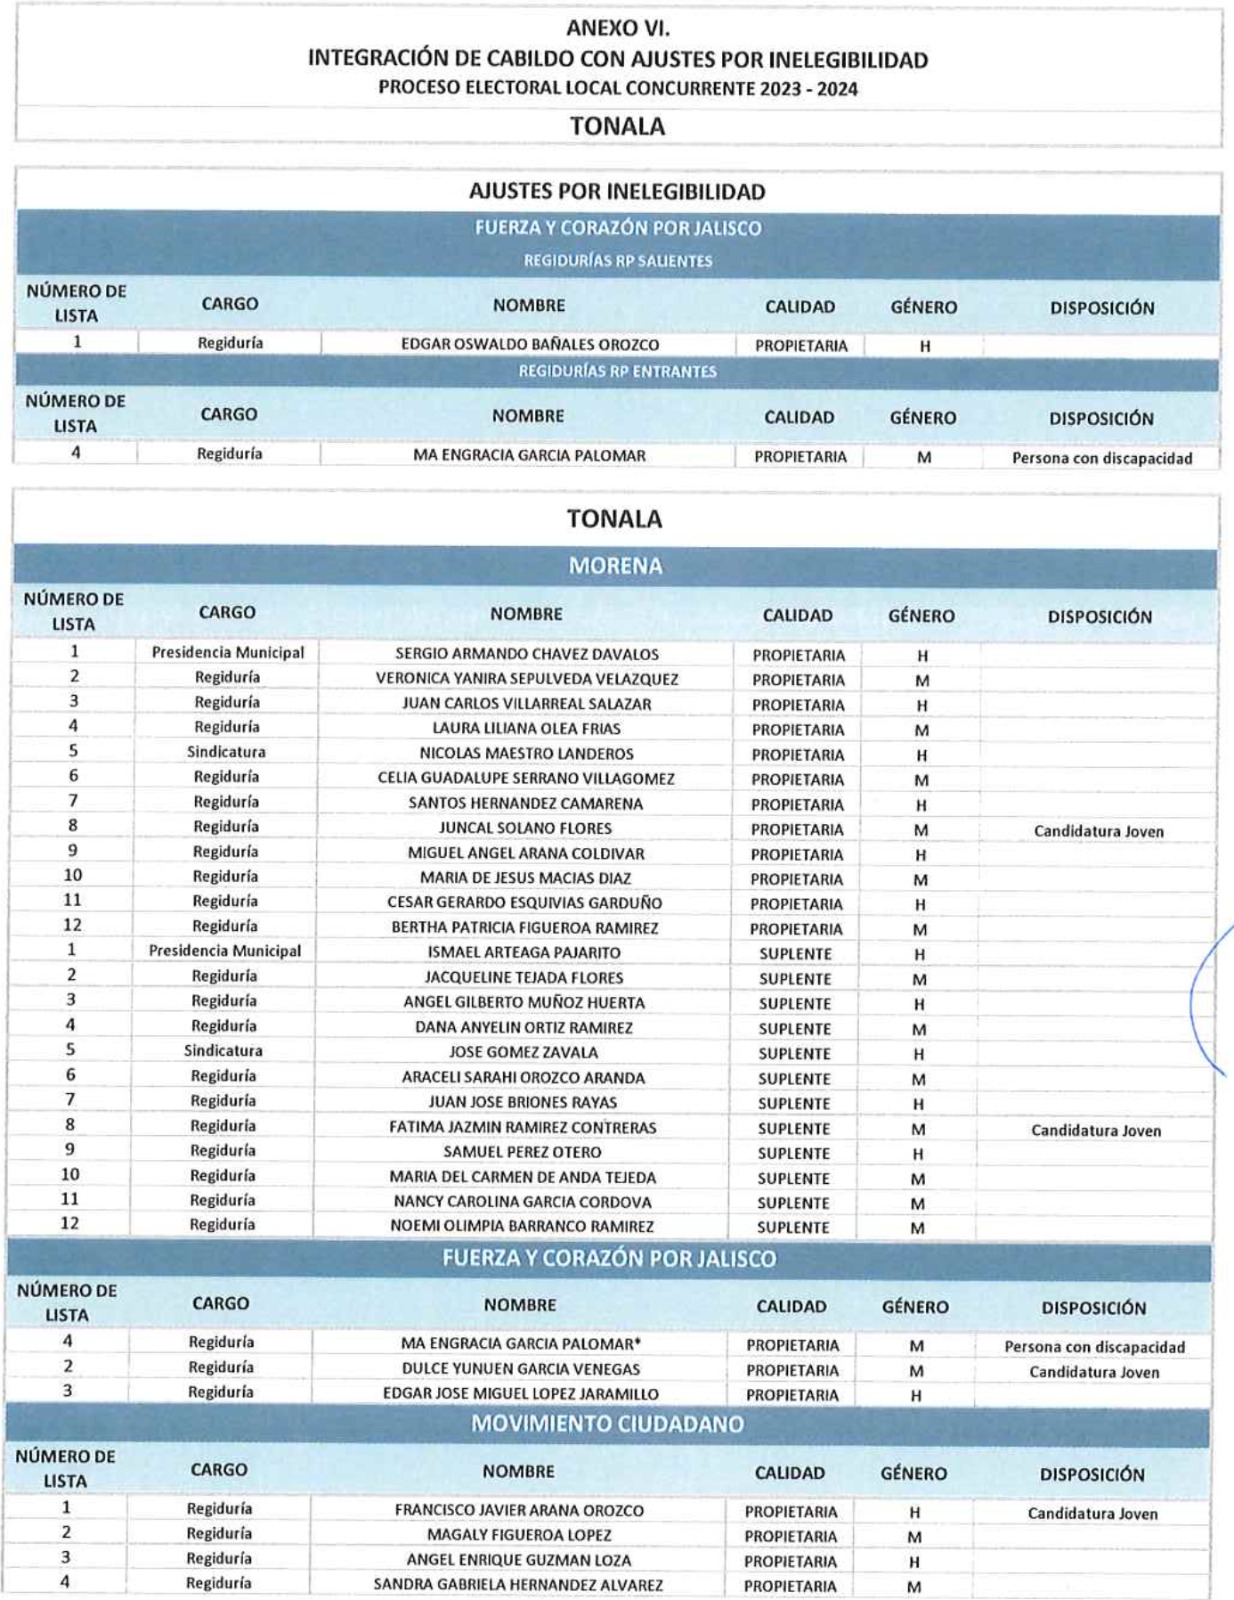 ANEXO VI.
INTEGRACIÓN DE CABILDO CON AJUSTES POR INELEGIBILIDAD
PROCESO ELECTORAL LOCAL CONCURRENTE 2023 - 2024
TONALA
AJUSTES POR INELEGIBILIDAD
FUERZA Y CORAZÓN POR JALISCO
REGIDURÍAS RP SALIENTES
NÚMERO DE LISTA CARGO NOMBRE CALIDAD GÉNERO DISPOSICIÓN
1 Regiduría EDGAR OSWALDO BAÑALES OROZCO PROPIETARIA H
REGIDURÍAS RP ENTRANTES
NÚMERO DE LISTA CARGO NOMBRE CALIDAD GÉNERO DISPOSICIÓN
4 Regiduría MA ENGRACIA GARCIA PALOMAR PROPIETARIA M Persona con discapacidad
TONALA
MORENA
NÚMERO DE LISTA CARGO NOMBRE CALIDAD GÉNERO DISPOSICIÓN
1 Presidencia Municipal SERGIO ARMANDO CHAVEZ DAVALOS PROPIETARIA H
2 Regiduría VERONICA YANIRA SEPULVEDA VELAZQUEZ PROPIETARIA M
3 Regiduría JUAN CARLOS VILLARREAL SALAZAR PROPIETARIA H
4 Regiduría LAURA LILIANA OLEA FRIAS PROPIETARIA M
5 Sindicatura NICOLAS MAESTRO LANDEROS PROPIETARIA H
6 Regiduría CELIA GUADALUPE SERRANO VILLAGOMEZ PROPIETARIA M
7 Regiduría SANTOS HERNANDEZ CAMARENA PROPIETARIA H
8 Regiduría JUNCAL SOLANO FLORES PROPIETARIA M Candidatura Joven
9 Regiduría MIGUEL ANGEL ARANA COLDIVAR PROPIETARIA H
10 Regiduría MARIA DE JESUS MACIAS DIAZ PROPIETARIA M
11 Regiduría CESAR GERARDO ESQUIVIAS GARDUÑO PROPIETARIA H
12 Regiduría BERTHA PATRICIA FIGUEROA RAMIREZ PROPIETARIA M
1 Presidencia Municipal ISMAEL ARTEAGA PAJARITO SUPLENTE H
2 Regiduría JACQUELINE TEJADA FLORES SUPLENTE M
3 Regiduría ANGEL GILBERTO MUÑOZ HUERTA SUPLENTE H
4 Regiduría DANA ANYELIN ORTIZ RAMIREZ SUPLENTE M
5 Sindicatura JOSE GOMEZ ZAVALA SUPLENTE H
6 Regiduría ARACELI SARAHI OROZCO ARANDA SUPLENTE M
7 Regiduría JUAN JOSE BRIONES RAYAS SUPLENTE H
8 Regiduría FATIMA JAZMIN RAMIREZ CONTRERAS SUPLENTE M Candidatura Joven
9 Regiduría SAMUEL PEREZ OTERO SUPLENTE H
10 Regiduría MARIA DEL CARMEN DE ANDA TEJEDA SUPLENTE M
11 Regiduría NANCY CAROLINA GARCIA CORDOVA SUPLENTE M
12 Regiduría NOEMI OLIMPIA BARRANCO RAMIREZ SUPLENTE M
FUERZA Y CORAZÓN POR JALISCO
NÚMERO DE LISTA CARGO NOMBRE CALIDAD GÉNERO DISPOSICIÓN
4 Regiduría MA ENGRACIA GARCIA PALOMAR* PROPIETARIA M Persona con discapacidad
2 Regiduría DULCE YUNUEN GARCIA VENEGAS PROPIETARIA M Candidatura Joven
3 Regiduría EDGAR JOSE MIGUEL LOPEZ JARAMILLO PROPIETARIA H
MOVIMIENTO CIUDADANO
NÚMERO DE LISTA CARGO NOMBRE CALIDAD GÉNERO DISPOSICIÓN
1 Regiduría FRANCISCO JAVIER ARANA OROZCO PROPIETARIA H Candidatura Joven
2 Regiduría MAGALY FIGUEROA LOPEZ PROPIETARIA M
3 Regiduría ANGEL ENRIQUE GUZMAN LOZA PROPIETARIA H
4 Regiduría SANDRA GABRIELA HERNANDEZ ALVAREZ PROPIETARIA M